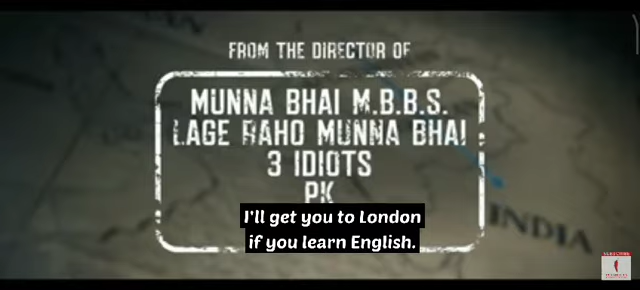 FROM THE DIRECTOR OF
MUNNA BHAI M.B.B.S.
LAGE RAHO MUNNA BHAI
3 IDIOTS
PK
I'll get you to London
if you learn English.
INDIA